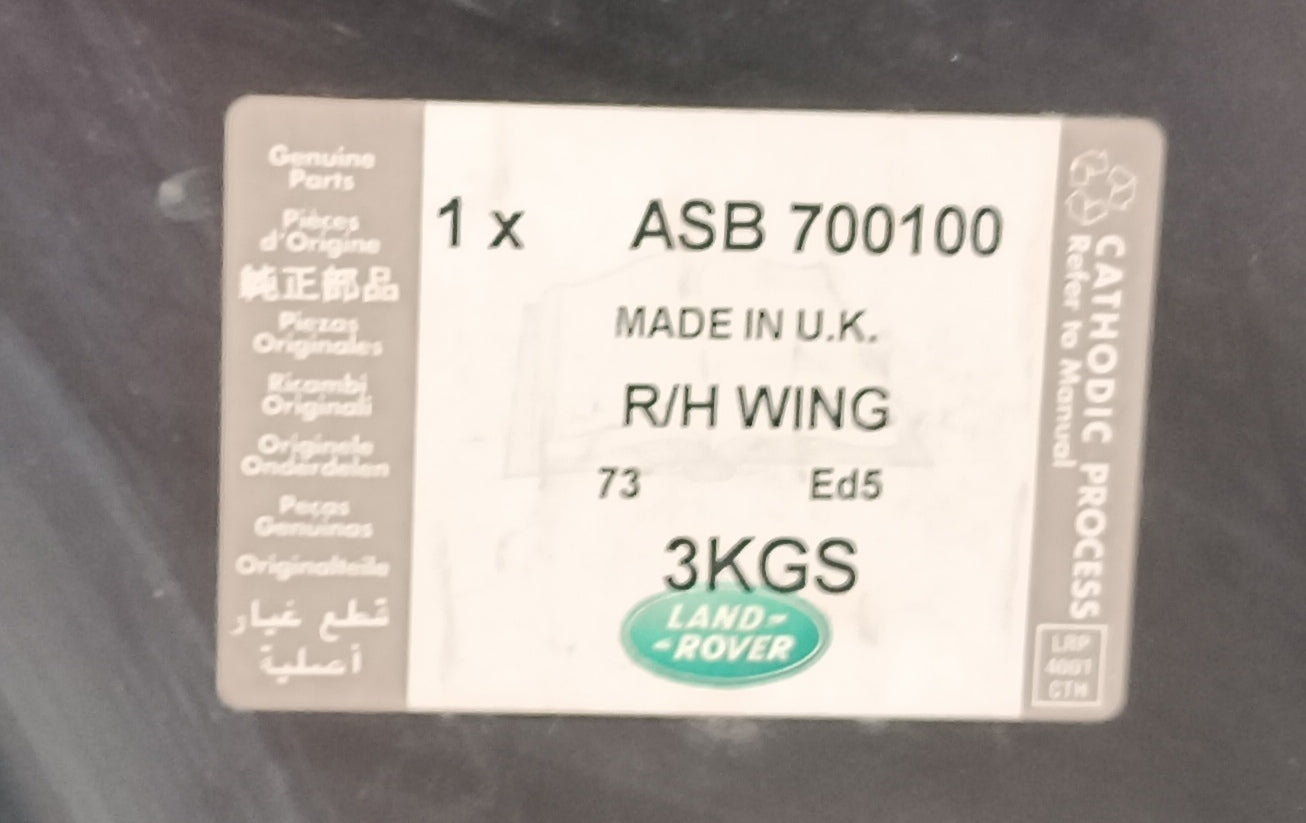 Genuine
Parts
Pièces
d'Origine
純正部品
Piezas
Originales
Ricambi
Originali
Originele
Onderdelen
Peças
Genuínas
Originalteile
قطع غيار
أصلية
1 x ASB 700100
MADE IN U.K.
R/H WING
73 Ed5
3KGS
LAND-
-ROVER
CATHODIC PROCESS
Refer to Manual
LRP
4001
GTN